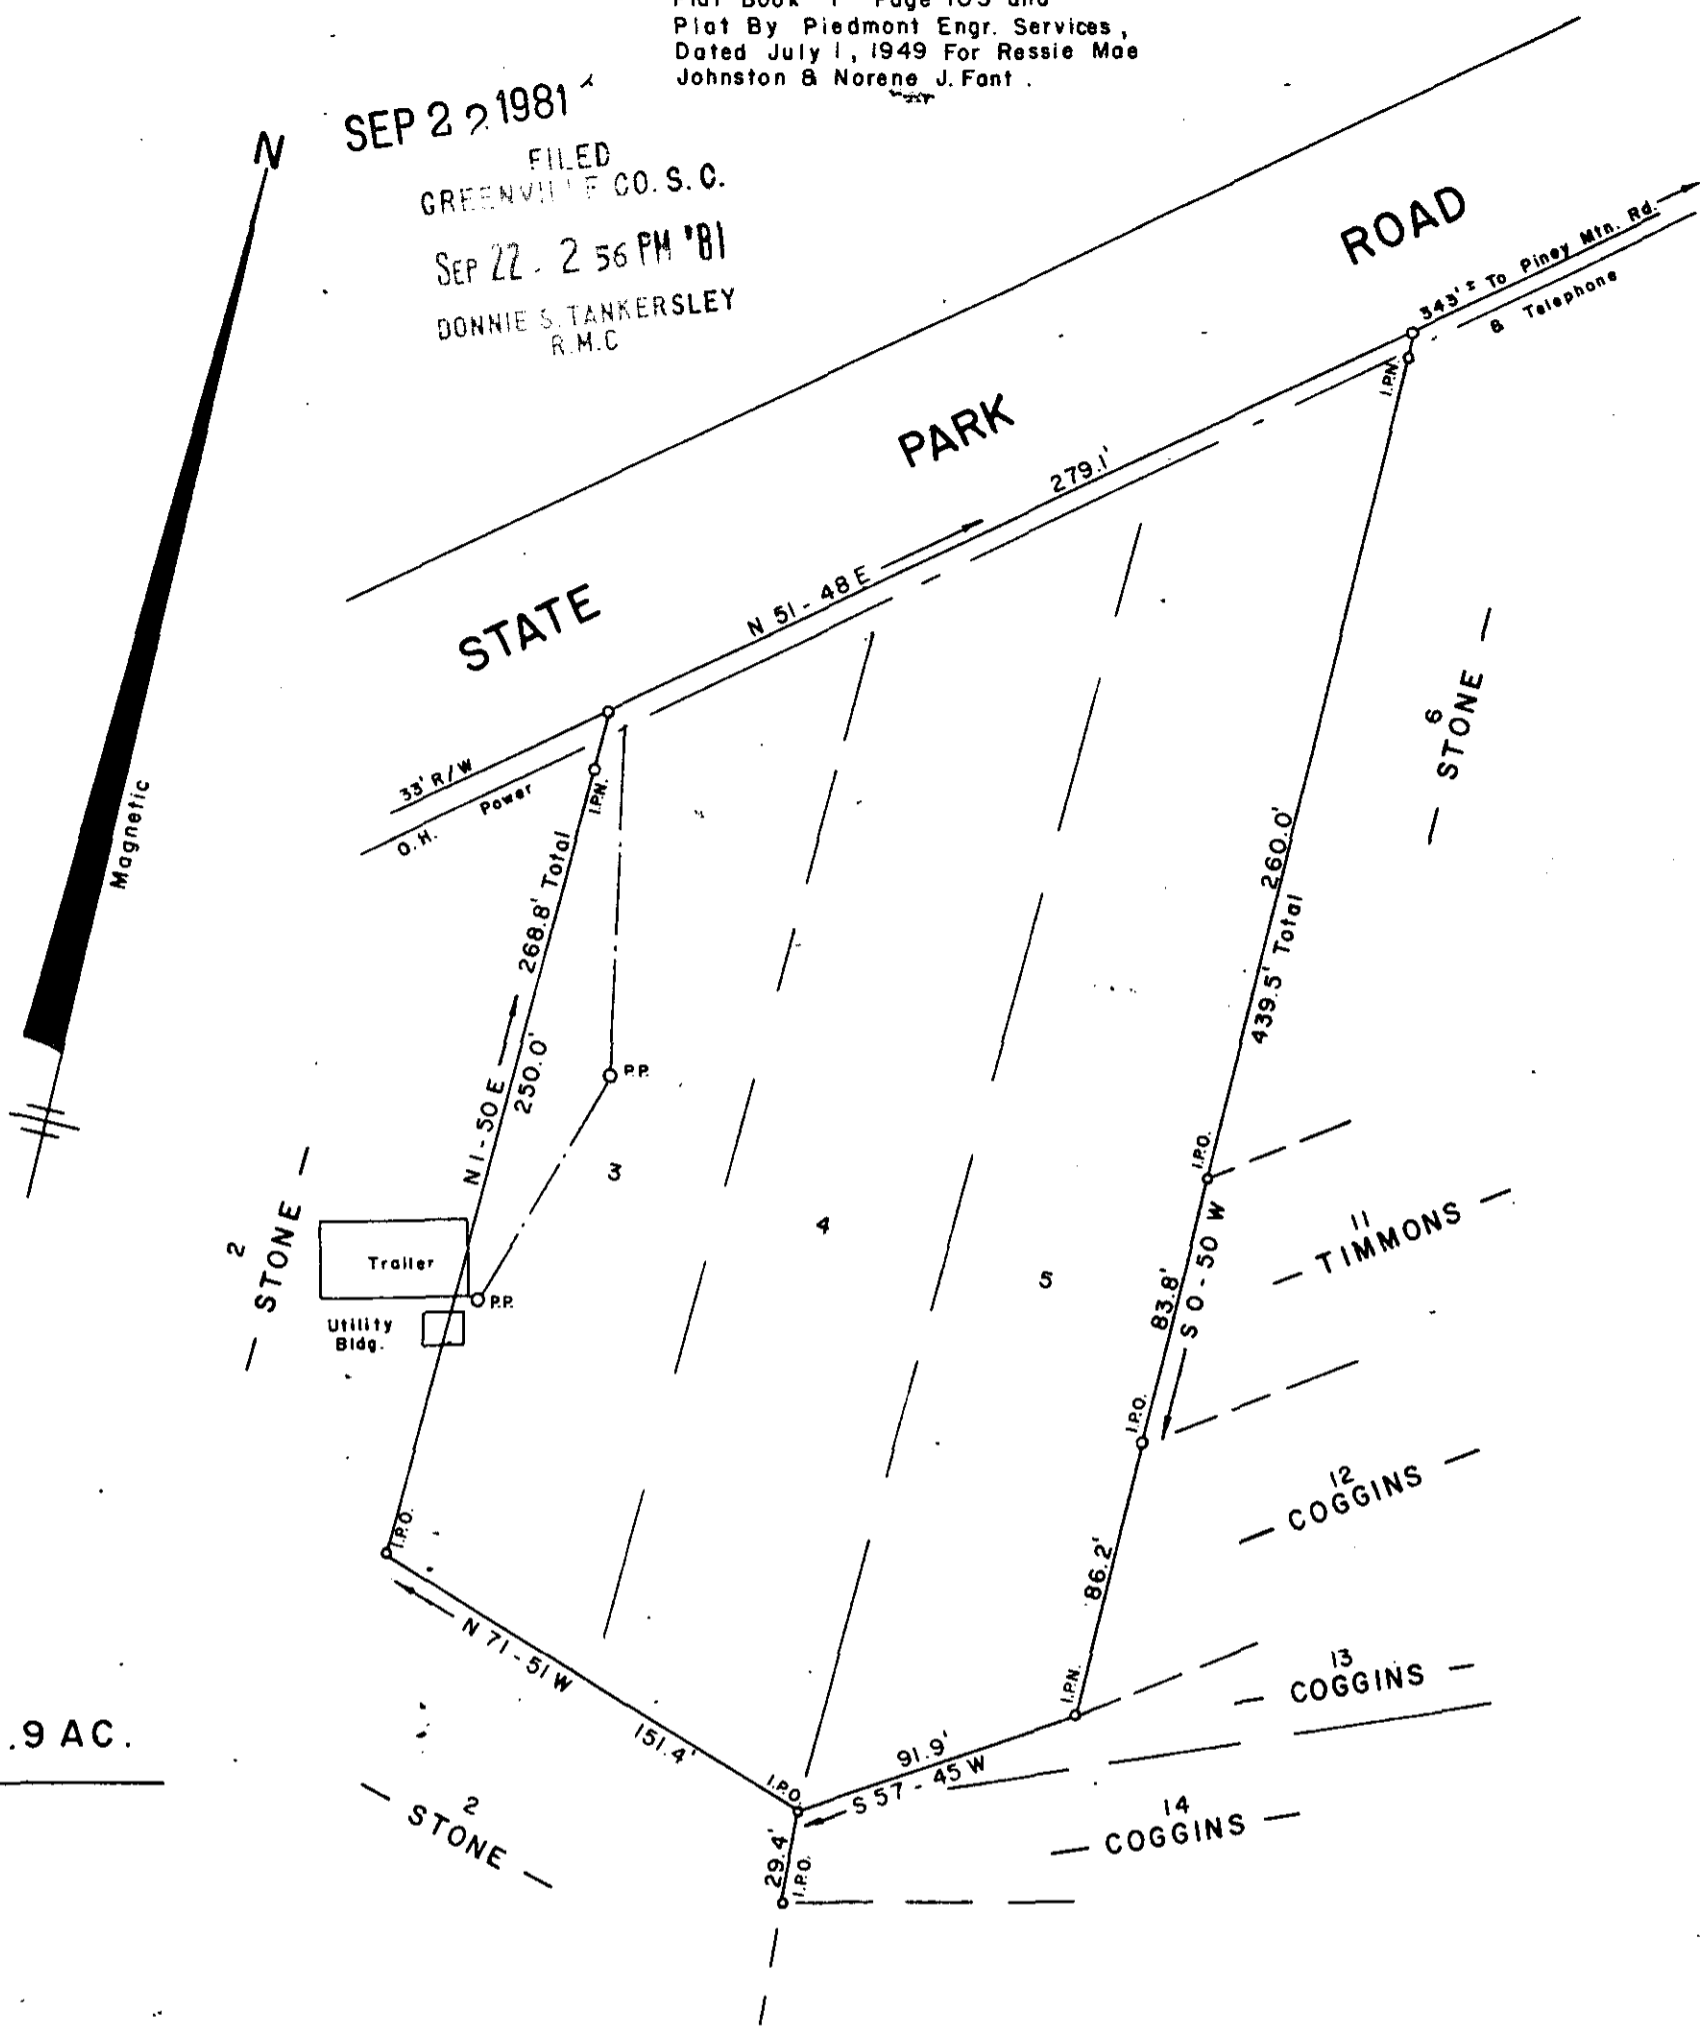 Plat By Piedmont Engr. Services,
Dated July 1, 1949 For Ressie Mae
Johnston & Norene J. Fant.
SEP 22 1981
FILED
GREENVILLE CO. S. C.
SEP 22 2 56 PM '81
DONNIE S. TANKERSLEY
R.M.C
N
Magnetic
STATE PARK ROAD
343' ± To Piney Mtn. Rd.
& Telephone
I.P.N.
279.1'
N 51-48 E
33' R/W
O.H. Power
I.P.N.
268.8' Total
N 1-50 E
250.0'
P.P.
3
4
5
6
STONE
260.0'
439.5' Total
I.P.O.
S 0-50 W
83.8'
11
TIMMONS
2
STONE
Trailer
P.P.
Utility
Bldg.
I.P.O.
12
COGGINS
86.2'
I.P.O.
N 71-51 W
151.4'
I.P.N.
13
COGGINS
91.9'
S 57-45 W
I.P.O.
14
COGGINS
29.4'
I.P.O.
2
STONE
.9 AC.